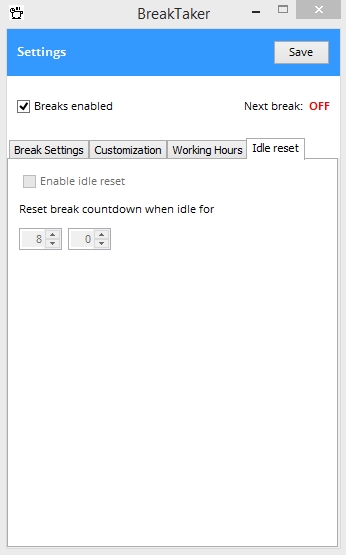 BreakTaker
Settings
Save
Breaks enabled
Next break: OFF
Break Settings
Customization
Working Hours
Idle reset
Enable idle reset
Reset break countdown when idle for
8
0